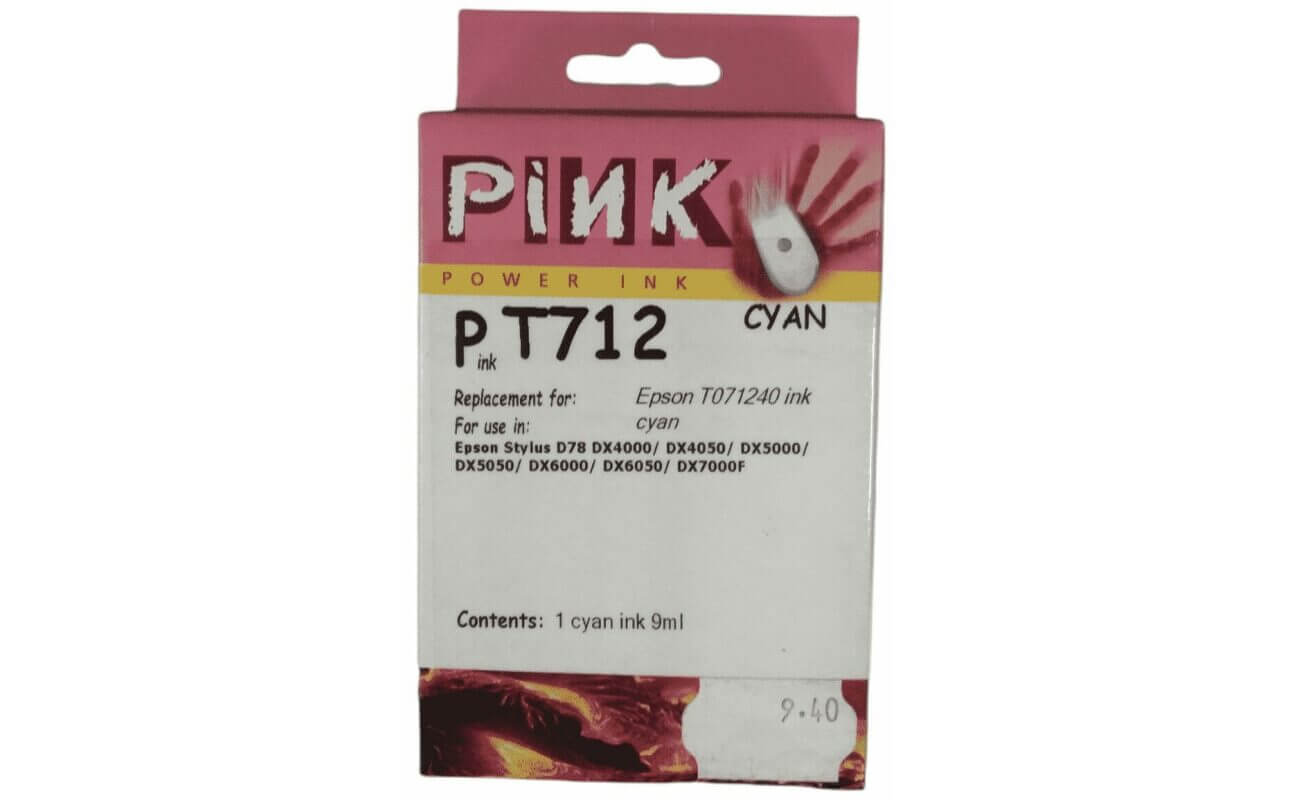 PINK
POWER INK
Pink T712
CYAN
Replacement for: Epson T071240 ink
For use in: cyan
Epson Stylus D78 DX4000/ DX4050/ DX5000/
DX5050/ DX6000/ DX6050/ DX7000F
Contents: 1 cyan ink 9ml
9.40